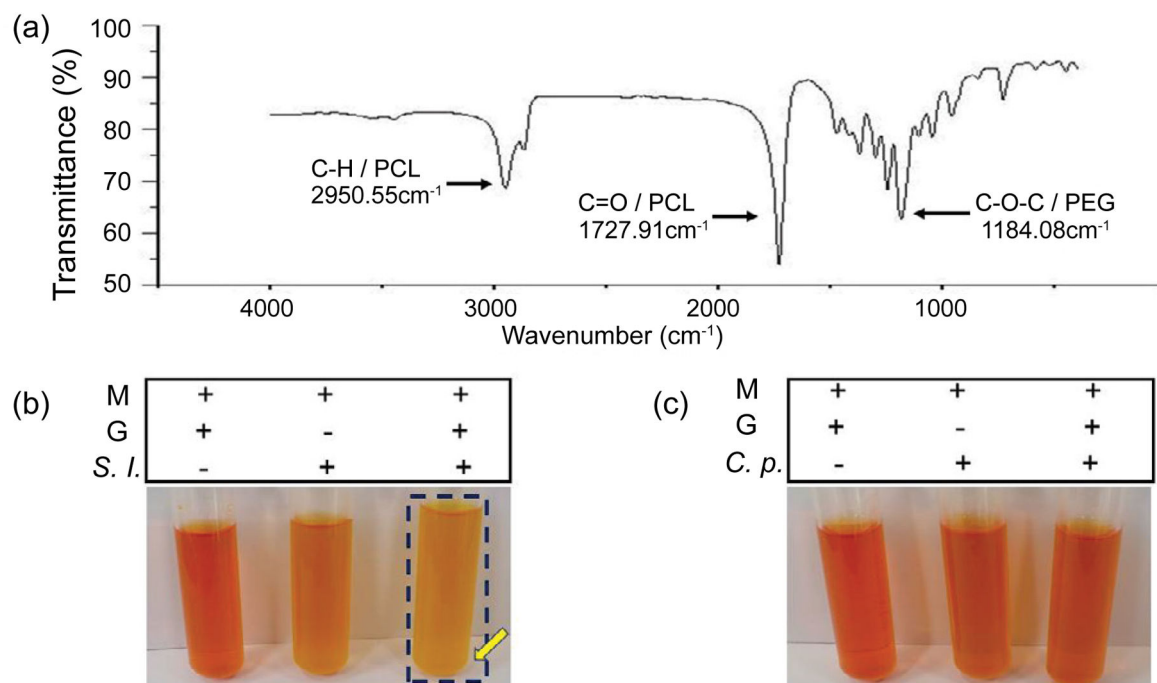 (a)
100
90
80
70
60
50
Transmittance (%)
C-H / PCL
2950.55cm⁻¹
C=O / PCL
1727.91cm⁻¹
C-O-C / PEG
1184.08cm⁻¹
4000 3000 2000 1000
Wavenumber (cm⁻¹)
(b)
M + + +
G + - +
S. l. - + +
(c)
M + + +
G + - +
C. p. - + +